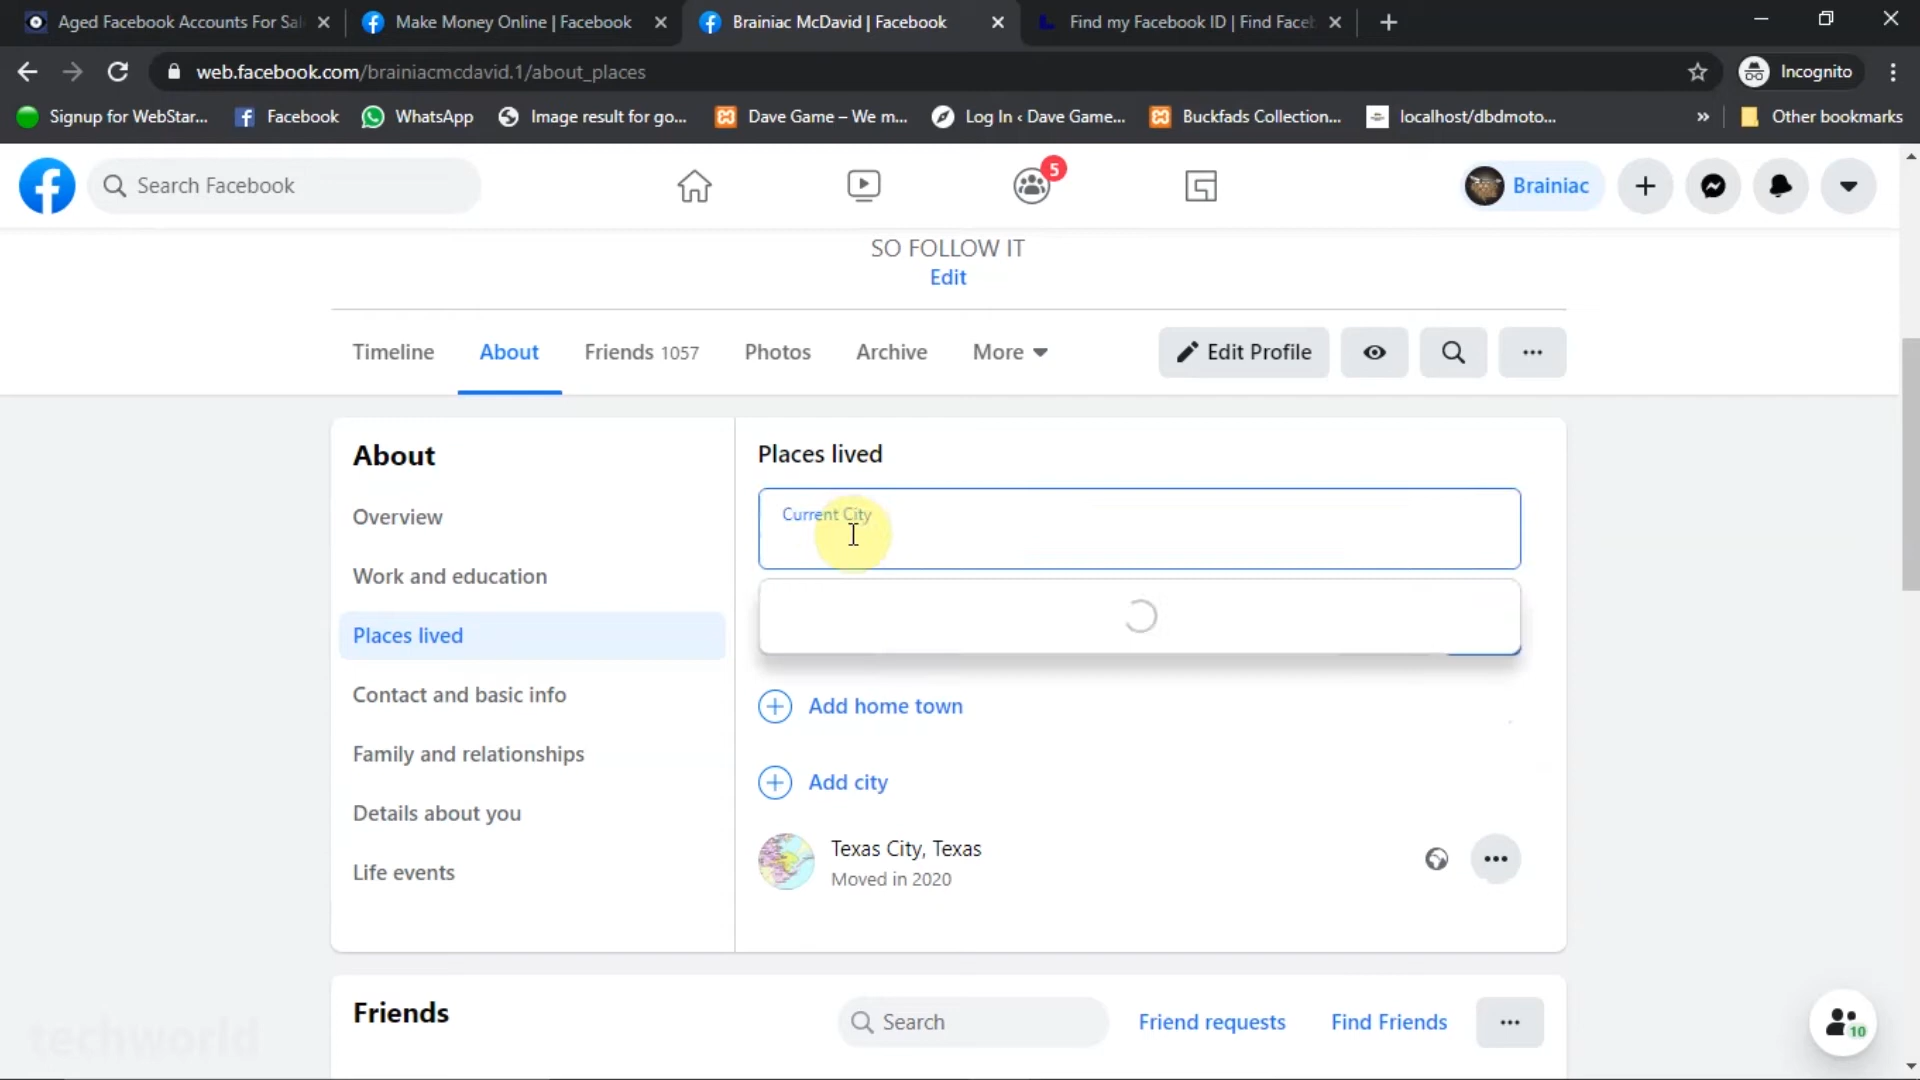 Aged Facebook Accounts For Sal
Make Money Online | Facebook
Brainiac McDavid | Facebook
Find my Facebook ID | Find Faceb
web.facebook.com/brainiacmcdavid.1/about_places
Incognito
Signup for WebStar...
Facebook
WhatsApp
Image result for go...
Dave Game – We m...
Log In ‹ Dave Game...
Buckfads Collection...
localhost/dbdmoto...
»
Other bookmarks
Search Facebook
5
Brainiac
SO FOLLOW IT
Edit
Timeline
About
Friends 1057
Photos
Archive
More
Edit Profile
About
Overview
Work and education
Places lived
Contact and basic info
Family and relationships
Details about you
Life events
Places lived
Current City
Add home town
Add city
Texas City, Texas
Moved in 2020
Friends
Search
Friend requests
Find Friends
10
techworld